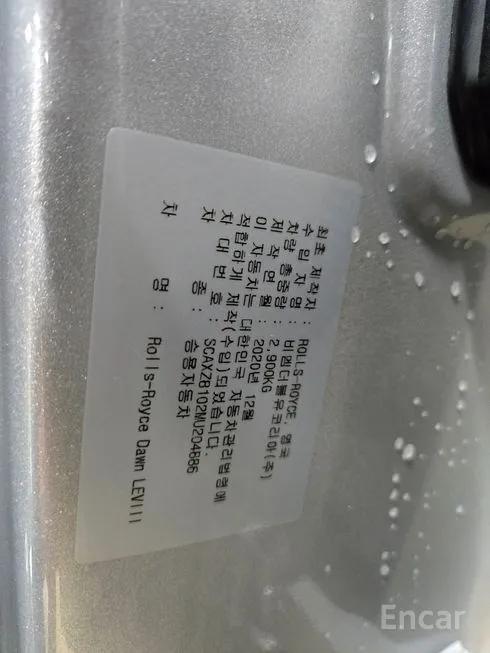 최초 제작자 : ROLLS-ROYCE, 영국
수 입 자 명 : 비엠더블유코리아(주)
차량 총중량 : 2,900KG
제 작 연 월 : 2020년 12월
이 자동차는 대한민국 자동차관리법령에
적합하게 제작(수입)되었습니다.
차 대 번 호 : SCAXZ8102MU204886
차 종 : 승용자동차
차 명 : Rolls-Royce Dawn LEVIII
Encar